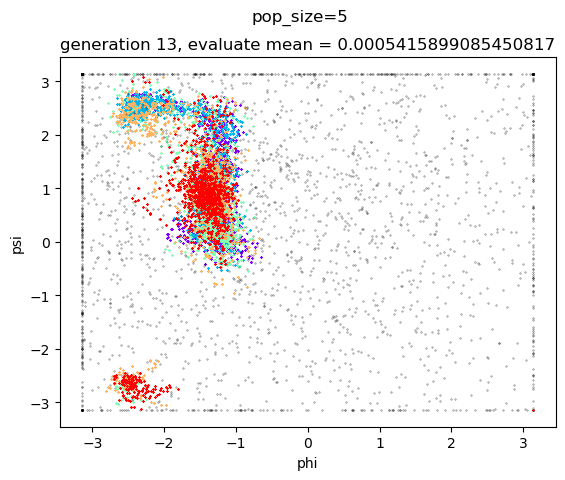 pop_size=5
generation 13, evaluate mean = 0.0005415899085450817
3
2
1
0
−1
−2
−3
psi
−3 −2 −1 0 1 2 3
phi